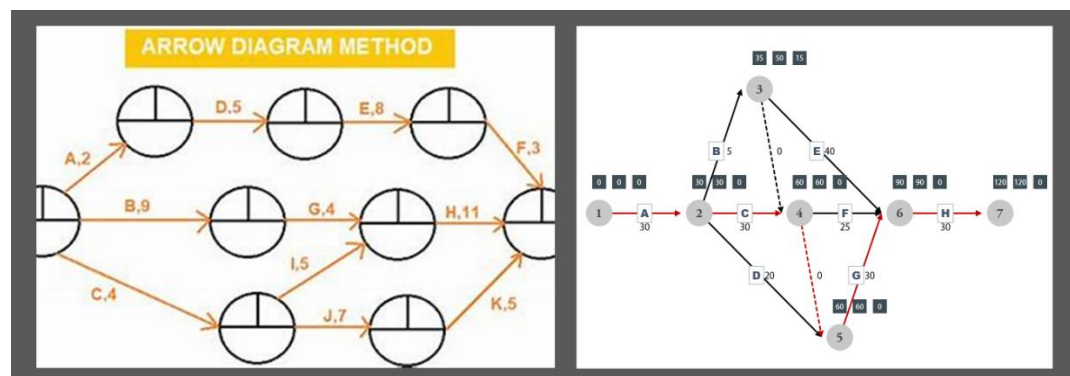 ARROW DIAGRAM METHOD
D,5
E,8
A,2
F,3
B,9
G,4
H,11
I,5
C,4
J,7
K,5
35 50 15
3
B 5
0
E 40
0 0 0
30 30 0
60 60 0
90 90 0
120 120 0
1
A
2
C
4
F
6
H
7
30
30
25
30
D 20
0
G 30
60 60 0
5